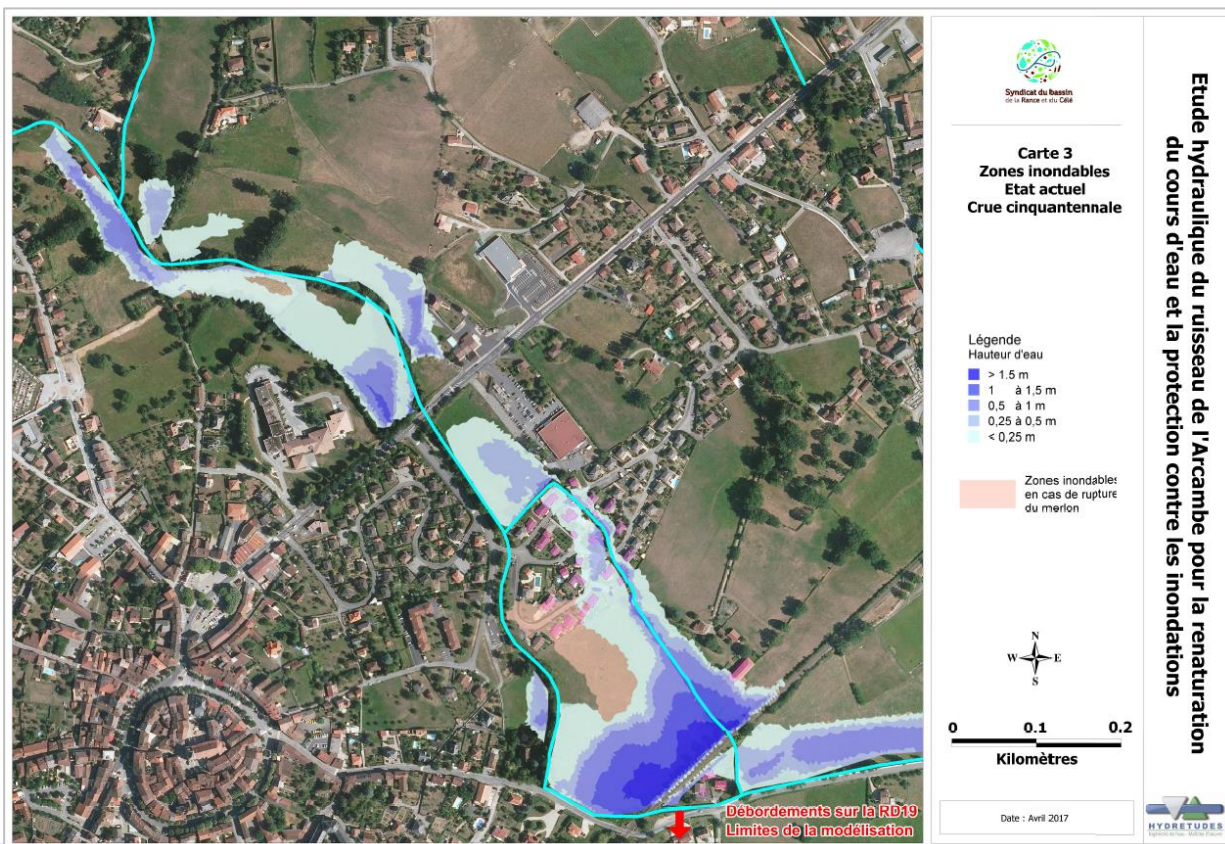 Syndicat du bassin
de la Rance et du Célé
Carte 3
Zones inondables
Etat actuel
Crue cinquantennale
Légende
Hauteur d'eau
> 1.5 m
1 à 1,5 m
0,5 à 1 m
0,25 à 0,5 m
< 0,25 m
Zones inondables
en cas de rupture
du merlon
N
W E
S
0 0.1 0.2
Kilomètres
Date : Avril 2017
Etude hydraulique du ruisseau de l'Arcambe pour la renaturation
du cours d'eau et la protection contre les inondations
HYDRETUDES
Débordements sur la RD19
Limites de la modélisation